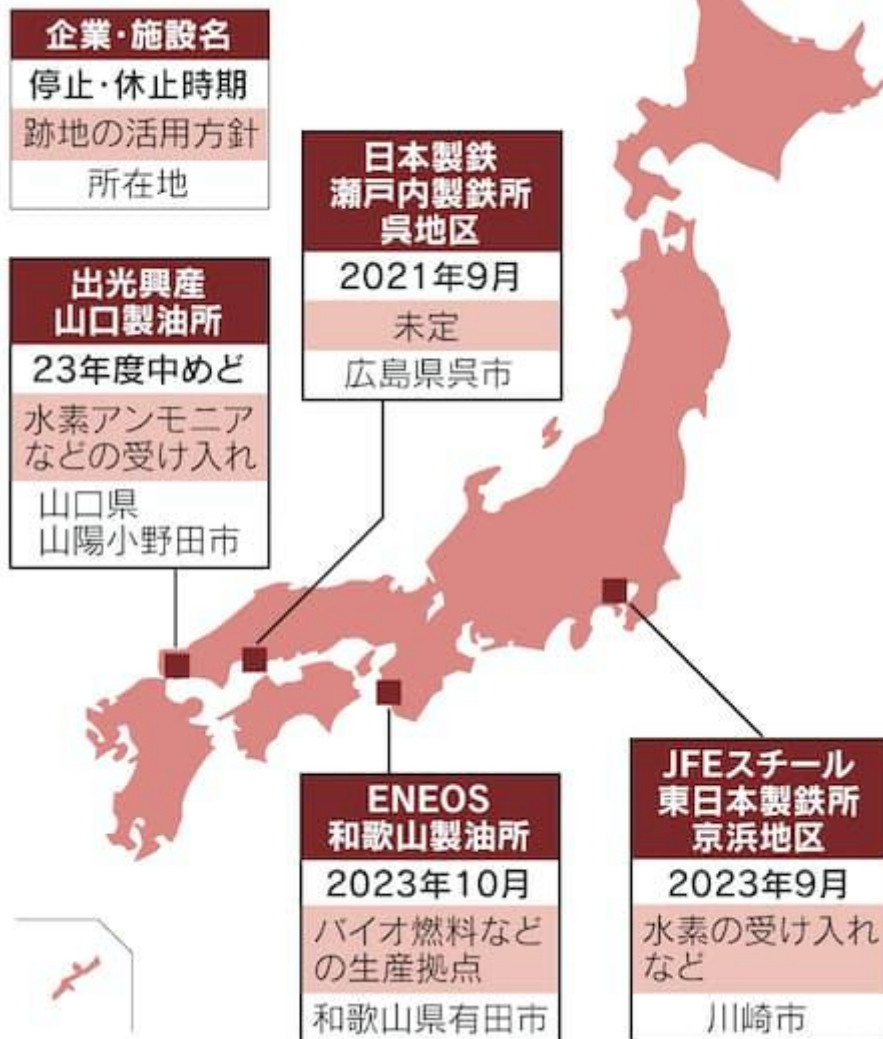 企業・施設名
停止・休止時期
跡地の活用方針
所在地
日本製鉄
瀬戸内製鉄所
呉地区
2021年9月
未定
広島県呉市
出光興産
山口製油所
23年度中めど
水素アンモニア
などの受け入れ
山口県
山陽小野田市
ENEOS
和歌山製油所
2023年10月
バイオ燃料など
の生産拠点
和歌山県有田市
JFEスチール
東日本製鉄所
京浜地区
2023年9月
水素の受け入れ
など
川崎市